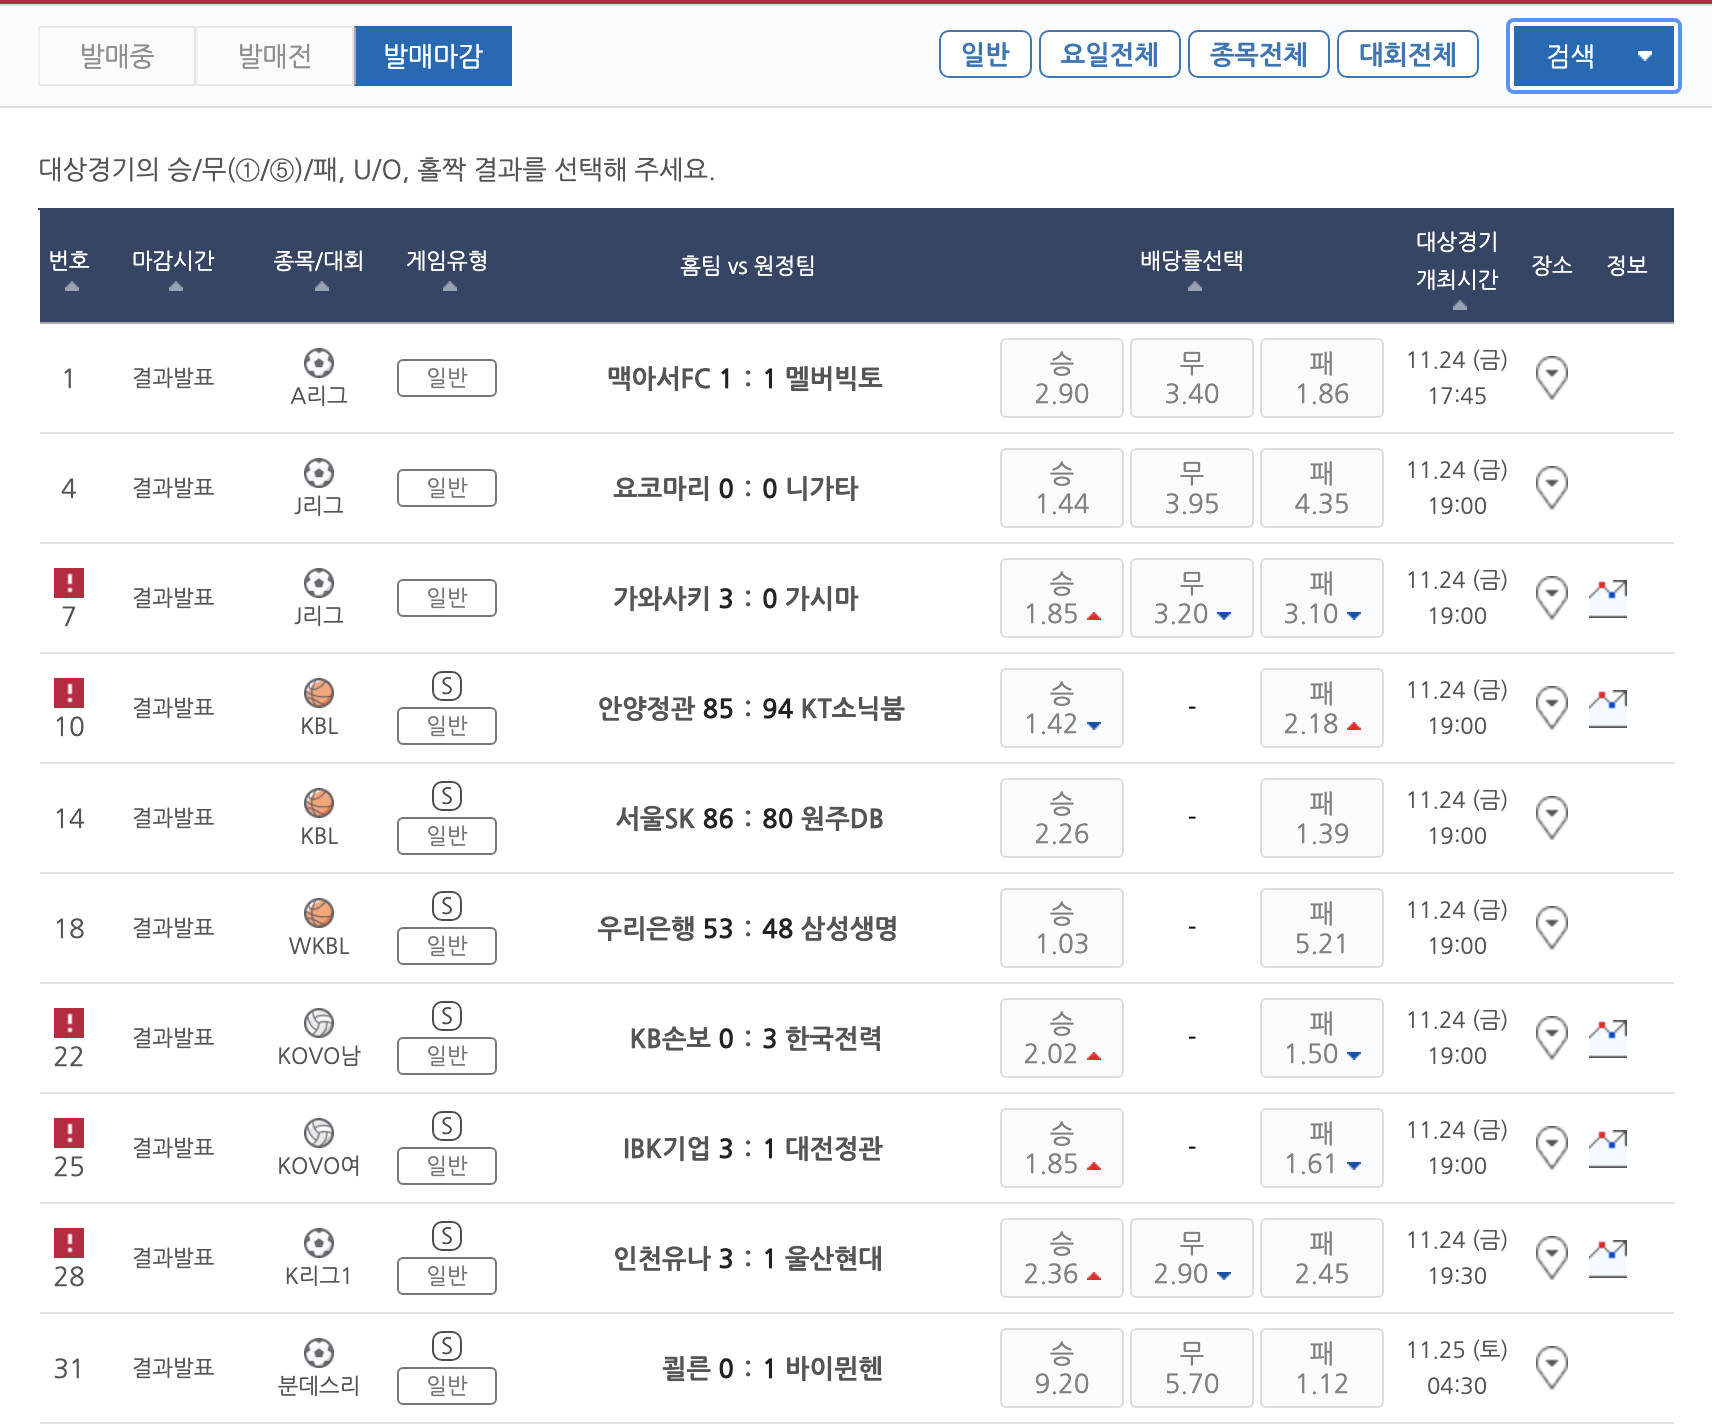 발매중 발매전 발매마감 일반 요일전체 종목전체 대회전체 검색
대상경기의 승/무(①/⑤)/패, U/O, 홀짝 결과를 선택해 주세요.
번호 마감시간 종목/대회 게임유형 홈팀 vs 원정팀 배당률선택 대상경기 개최시간 장소 정보
1 결과발표 A리그 일반 맥아서FC 1 : 1 멜버빅토 승 2.90 무 3.40 패 1.86 11.24 (금) 17:45
4 결과발표 J리그 일반 요코마리 0 : 0 니가타 승 1.44 무 3.95 패 4.35 11.24 (금) 19:00
! 7 결과발표 J리그 일반 가와사키 3 : 0 가시마 승 1.85 무 3.20 패 3.10 11.24 (금) 19:00
! 10 결과발표 KBL S 일반 안양정관 85 : 94 KT소닉붐 승 1.42 - 패 2.18 11.24 (금) 19:00
14 결과발표 KBL S 일반 서울SK 86 : 80 원주DB 승 2.26 - 패 1.39 11.24 (금) 19:00
18 결과발표 WKBL S 일반 우리은행 53 : 48 삼성생명 승 1.03 - 패 5.21 11.24 (금) 19:00
! 22 결과발표 KOVO남 S 일반 KB손보 0 : 3 한국전력 승 2.02 - 패 1.50 11.24 (금) 19:00
! 25 결과발표 KOVO여 S 일반 IBK기업 3 : 1 대전정관 승 1.85 - 패 1.61 11.24 (금) 19:00
! 28 결과발표 K리그1 S 일반 인천유나 3 : 1 울산현대 승 2.36 무 2.90 패 2.45 11.24 (금) 19:30
31 결과발표 분데스리 S 일반 쾰른 0 : 1 바이뮌헨 승 9.20 무 5.70 패 1.12 11.25 (토) 04:30